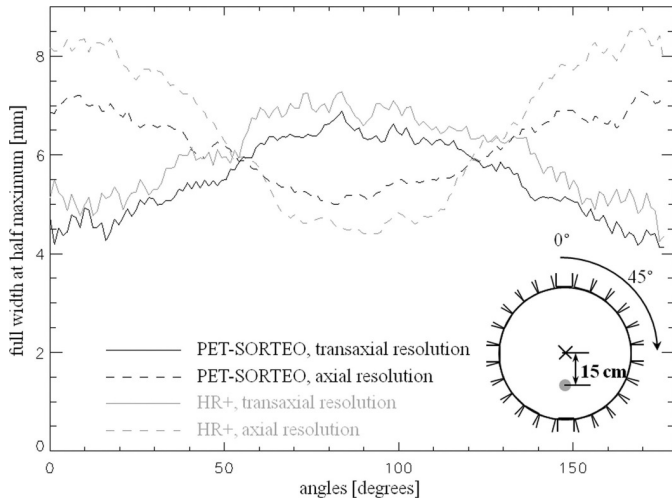 full width at half maximum [mm]
8
6
4
2
0
0°
45°
15 cm
PET-SORTEO, transaxial resolution
PET-SORTEO, axial resolution
HR+, transaxial resolution
HR+, axial resolution
0
50
100
150
angles [degrees]